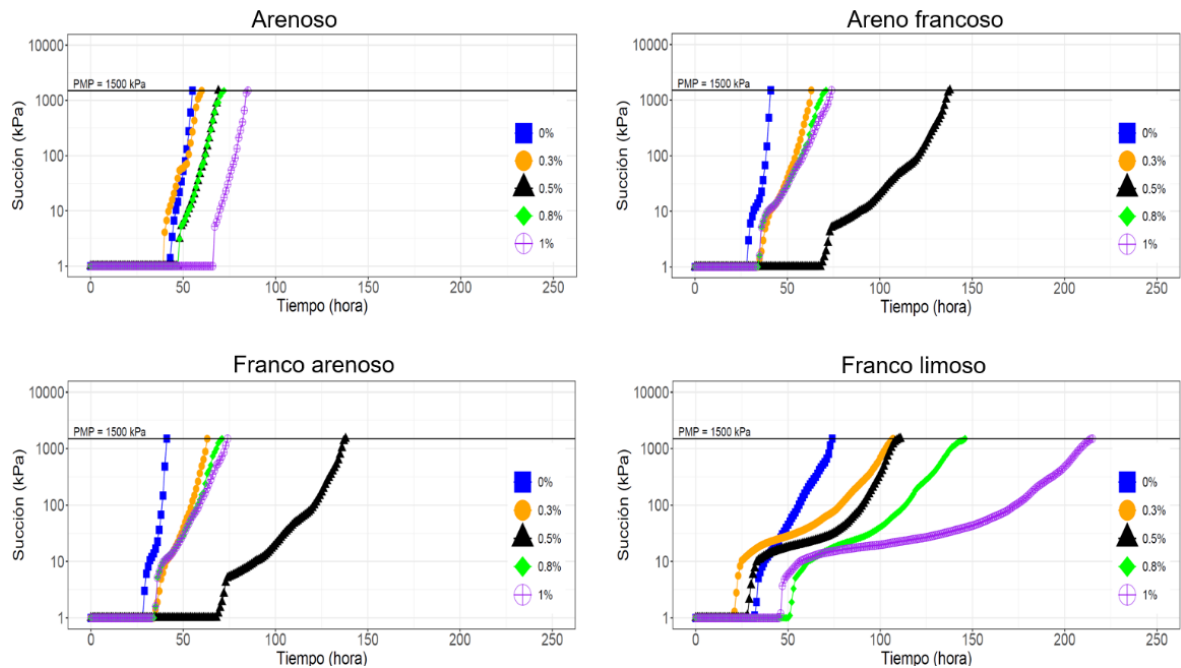 Arenoso
10000
1000
100
10
1
PMP = 1500 kPa
Succión (kPa)
0%
0.3%
0.5%
0.8%
1%
0 50 100 150 200 250
Tiempo (hora)
Areno francoso
10000
1000
100
10
1
PMP = 1500 kPa
Succión (kPa)
0%
0.3%
0.5%
0.8%
1%
0 50 100 150 200 250
Tiempo (hora)
Franco arenoso
10000
1000
100
10
1
PMP = 1500 kPa
Succión (kPa)
0%
0.3%
0.5%
0.8%
1%
0 50 100 150 200 250
Tiempo (hora)
Franco limoso
10000
1000
100
10
1
PMP = 1500 kPa
Succión (kPa)
0%
0.3%
0.5%
0.8%
1%
0 50 100 150 200 250
Tiempo (hora)